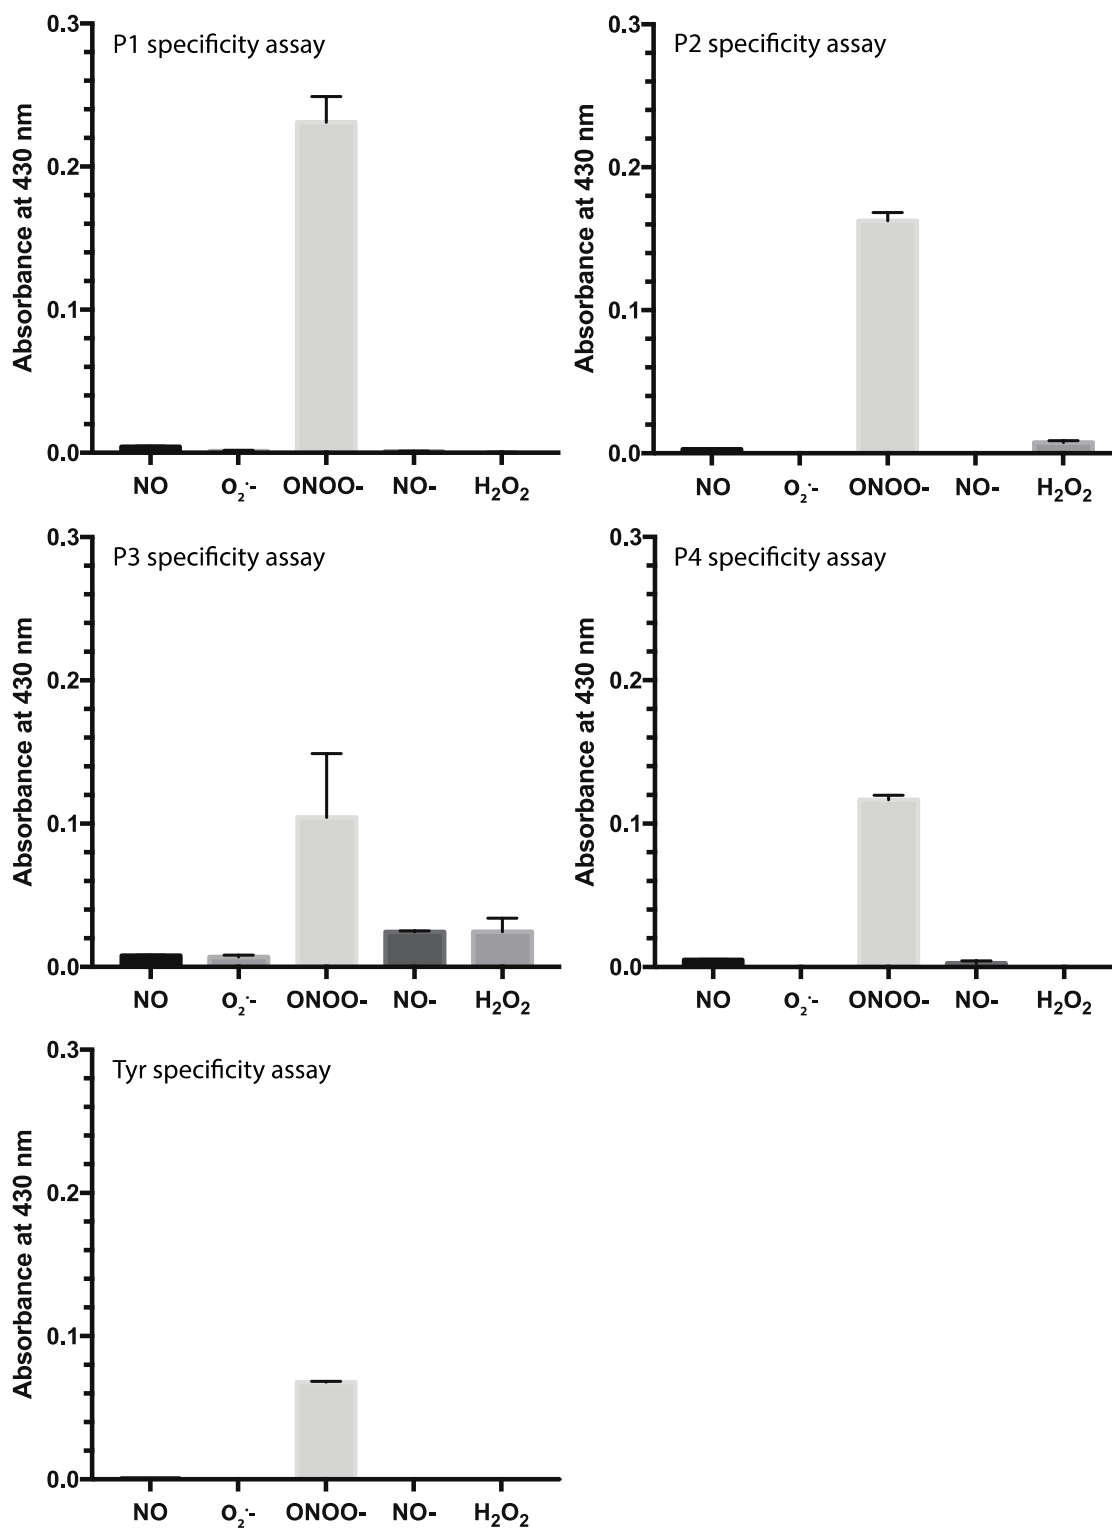 P1 specificity assay
Absorbance at 430 nm
0.3
0.2
0.1
0.0
NO O₂·- ONOO- NO- H₂O₂
P2 specificity assay
Absorbance at 430 nm
0.3
0.2
0.1
0.0
NO O₂·- ONOO- NO- H₂O₂
P3 specificity assay
Absorbance at 430 nm
0.3
0.2
0.1
0.0
NO O₂·- ONOO- NO- H₂O₂
P4 specificity assay
Absorbance at 430 nm
0.3
0.2
0.1
0.0
NO O₂·- ONOO- NO- H₂O₂
Tyr specificity assay
Absorbance at 430 nm
0.3
0.2
0.1
0.0
NO O₂·- ONOO- NO- H₂O₂